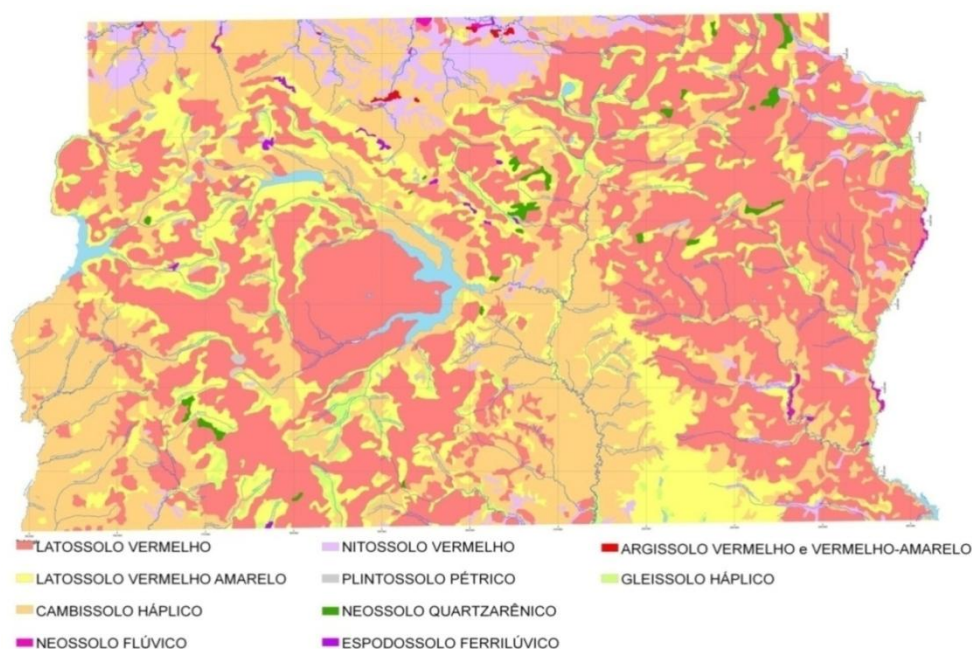 LATOSSOLO VERMELHO
NITOSSOLO VERMELHO
ARGISSOLO VERMELHO e VERMELHO-AMARELO
LATOSSOLO VERMELHO AMARELO
PLINTOSSOLO PÉTRICO
GLEISSOLO HÁPLICO
CAMBISSOLO HÁPLICO
NEOSSOLO QUARTZARÊNICO
NEOSSOLO FLÚVICO
ESPODOSSOLO FERRILÚVICO